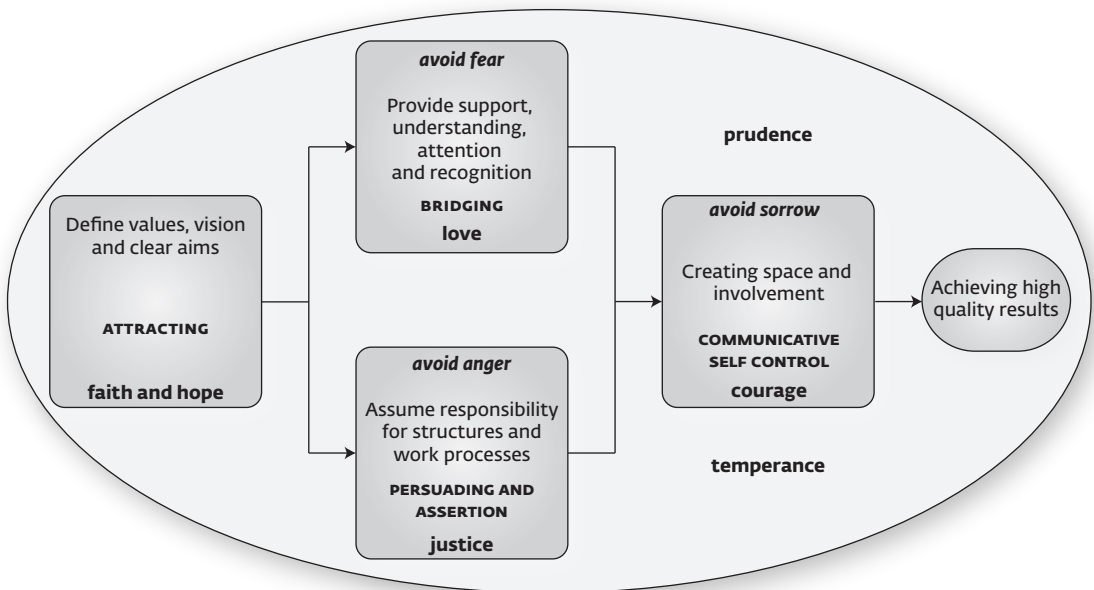 Define values, vision
and clear aims
ATTRACTING
faith and hope
avoid fear
Provide support,
understanding,
attention
and recognition
BRIDGING
love
avoid anger
Assume responsibility
for structures and
work processes
PERSUADING AND
ASSERTION
justice
prudence
avoid sorrow
Creating space and
involvement
COMMUNICATIVE
SELF CONTROL
courage
temperance
Achieving high
quality results